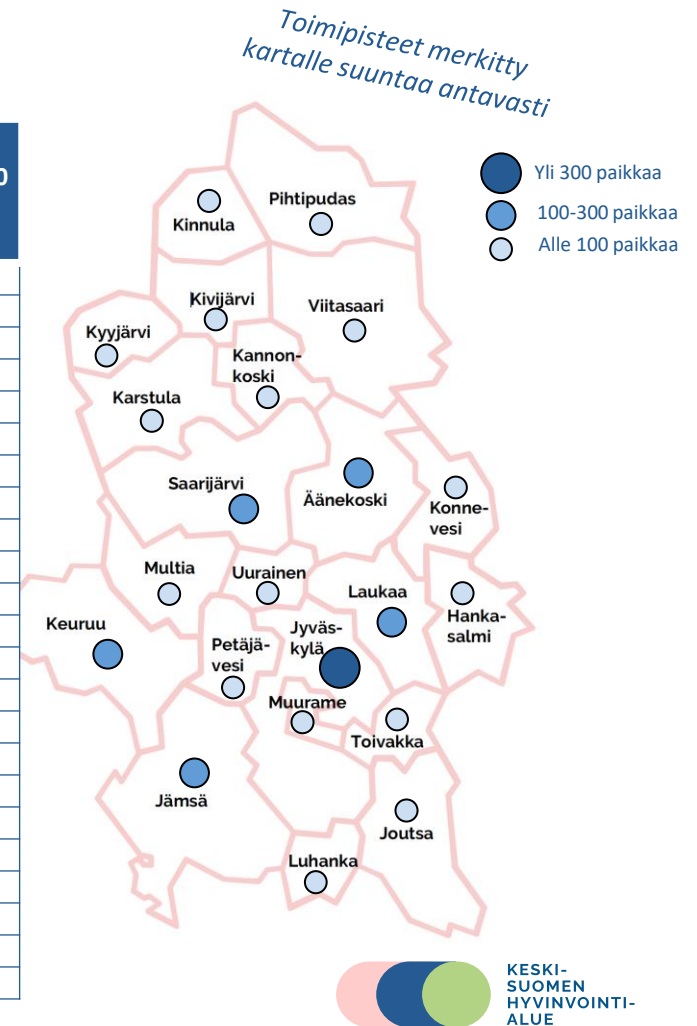 Toimipisteet merkitty
kartalle suuntaa antavasti
0
Yli 300 paikkaa
100-300 paikkaa
Alle 100 paikkaa
Kinnula
Pihtipudas
Kivijärvi
Viitasaari
Kyyjärvi
Kannon-
koski
Karstula
Saarijärvi
Äänekoski
Konne-
vesi
Multia
Uurainen
Laukaa
Hanka-
salmi
Keuruu
Jyväs-
kylä
Petäjä-
vesi
Muurame
Toivakka
Jämsä
Joutsa
Luhanka
KESKI-
SUOMEN
HYVINVOINTI-
ALUE